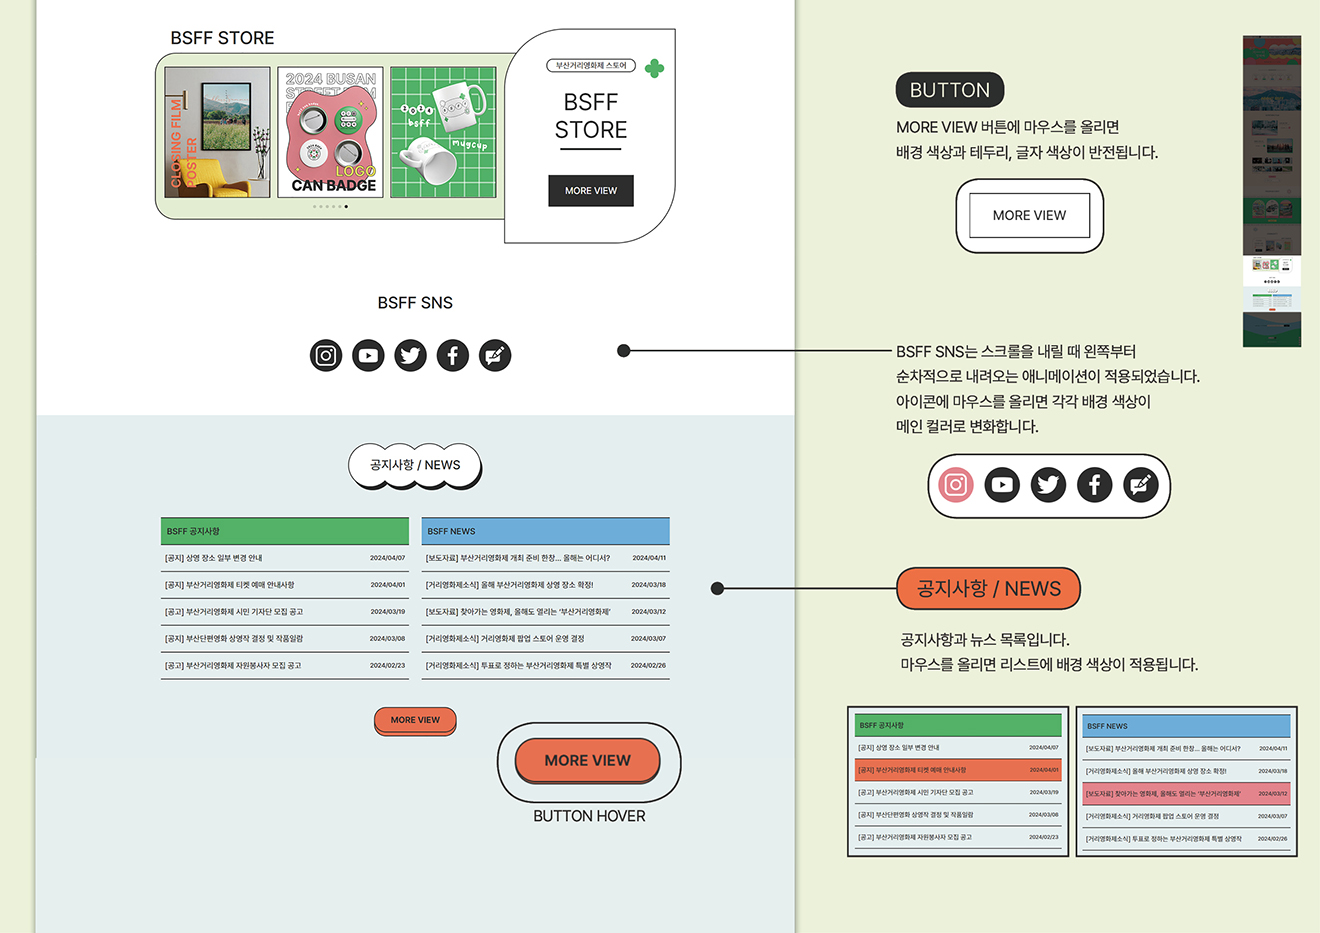 BSFF STORE
CLOSING FILM
POSTER
2024 BUSAN
STREET FILM
LOGO
CAN BADGE
2024
bsff
mugcup
부산거리영화제 스토어
BSFF
STORE
MORE VIEW
BSFF SNS
공지사항 / NEWS
BSFF 공지사항
[공지] 상영 장소 일부 변경 안내 2024/04/07
[공지] 부산거리영화제 티켓 예매 안내사항 2024/04/01
[공고] 부산거리영화제 시민 기자단 모집 공고 2024/03/19
[공지] 부산단편영화 상영작 결정 및 작품일람 2024/03/08
[공고] 부산거리영화제 자원봉사자 모집 공고 2024/02/23
BSFF NEWS
[보도자료] 부산거리영화제 개최 준비 한창... 올해는 어디서? 2024/04/11
[거리영화제소식] 올해 부산거리영화제 상영 장소 확정! 2024/03/18
[보도자료] 찾아가는 영화제, 올해도 열리는 '부산거리영화제' 2024/03/12
[거리영화제소식] 거리영화제 팝업 스토어 운영 결정 2024/03/07
[거리영화제소식] 투표로 정하는 부산거리영화제 특별 상영작 2024/02/26
MORE VIEW
MORE VIEW
BUTTON HOVER
BUTTON
MORE VIEW 버튼에 마우스를 올리면
배경 색상과 테두리, 글자 색상이 반전됩니다.
MORE VIEW
BSFF SNS는 스크롤을 내릴 때 왼쪽부터
순차적으로 내려오는 애니메이션이 적용되었습니다.
아이콘에 마우스를 올리면 각각 배경 색상이
메인 컬러로 변화합니다.
공지사항 / NEWS
공지사항과 뉴스 목록입니다.
마우스를 올리면 리스트에 배경 색상이 적용됩니다.
BSFF 공지사항
[공지] 상영 장소 일부 변경 안내 2024/04/07
[공지] 부산거리영화제 티켓 예매 안내사항 2024/04/01
[공고] 부산거리영화제 시민 기자단 모집 공고 2024/03/19
[공지] 부산단편영화 상영작 결정 및 작품일람 2024/03/08
[공고] 부산거리영화제 자원봉사자 모집 공고 2024/02/23
BSFF NEWS
[보도자료] 부산거리영화제 개최 준비 한창... 올해는 어디서? 2024/04/11
[거리영화제소식] 올해 부산거리영화제 상영 장소 확정! 2024/03/18
[보도자료] 찾아가는 영화제, 올해도 열리는 '부산거리영화제' 2024/03/12
[거리영화제소식] 거리영화제 팝업 스토어 운영 결정 2024/03/07
[거리영화제소식] 투표로 정하는 부산거리영화제 특별 상영작 2024/02/26